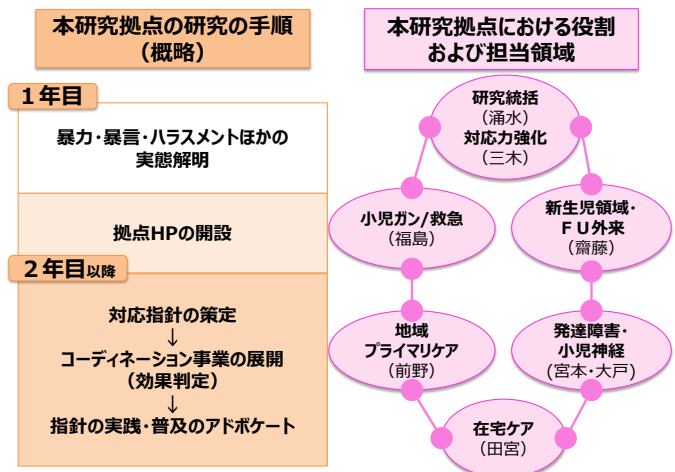 本研究拠点の研究の手順
(概略)
1年目
暴力・暴言・ハラスメントほかの
実態解明
拠点HPの開設
2年目以降
対応指針の策定
↓
コーディネーション事業の展開
(効果判定)
↓
指針の実践・普及のアドボケート
本研究拠点における役割
および担当領域
研究統括
(涌水)
対応力強化
(三木)
小児ガン/救急
(福島)
新生児領域・
FU外来
(齋藤)
地域
プライマリケア
(前野)
発達障害・
小児神経
(宮本・大戸)
在宅ケア
(田宮)